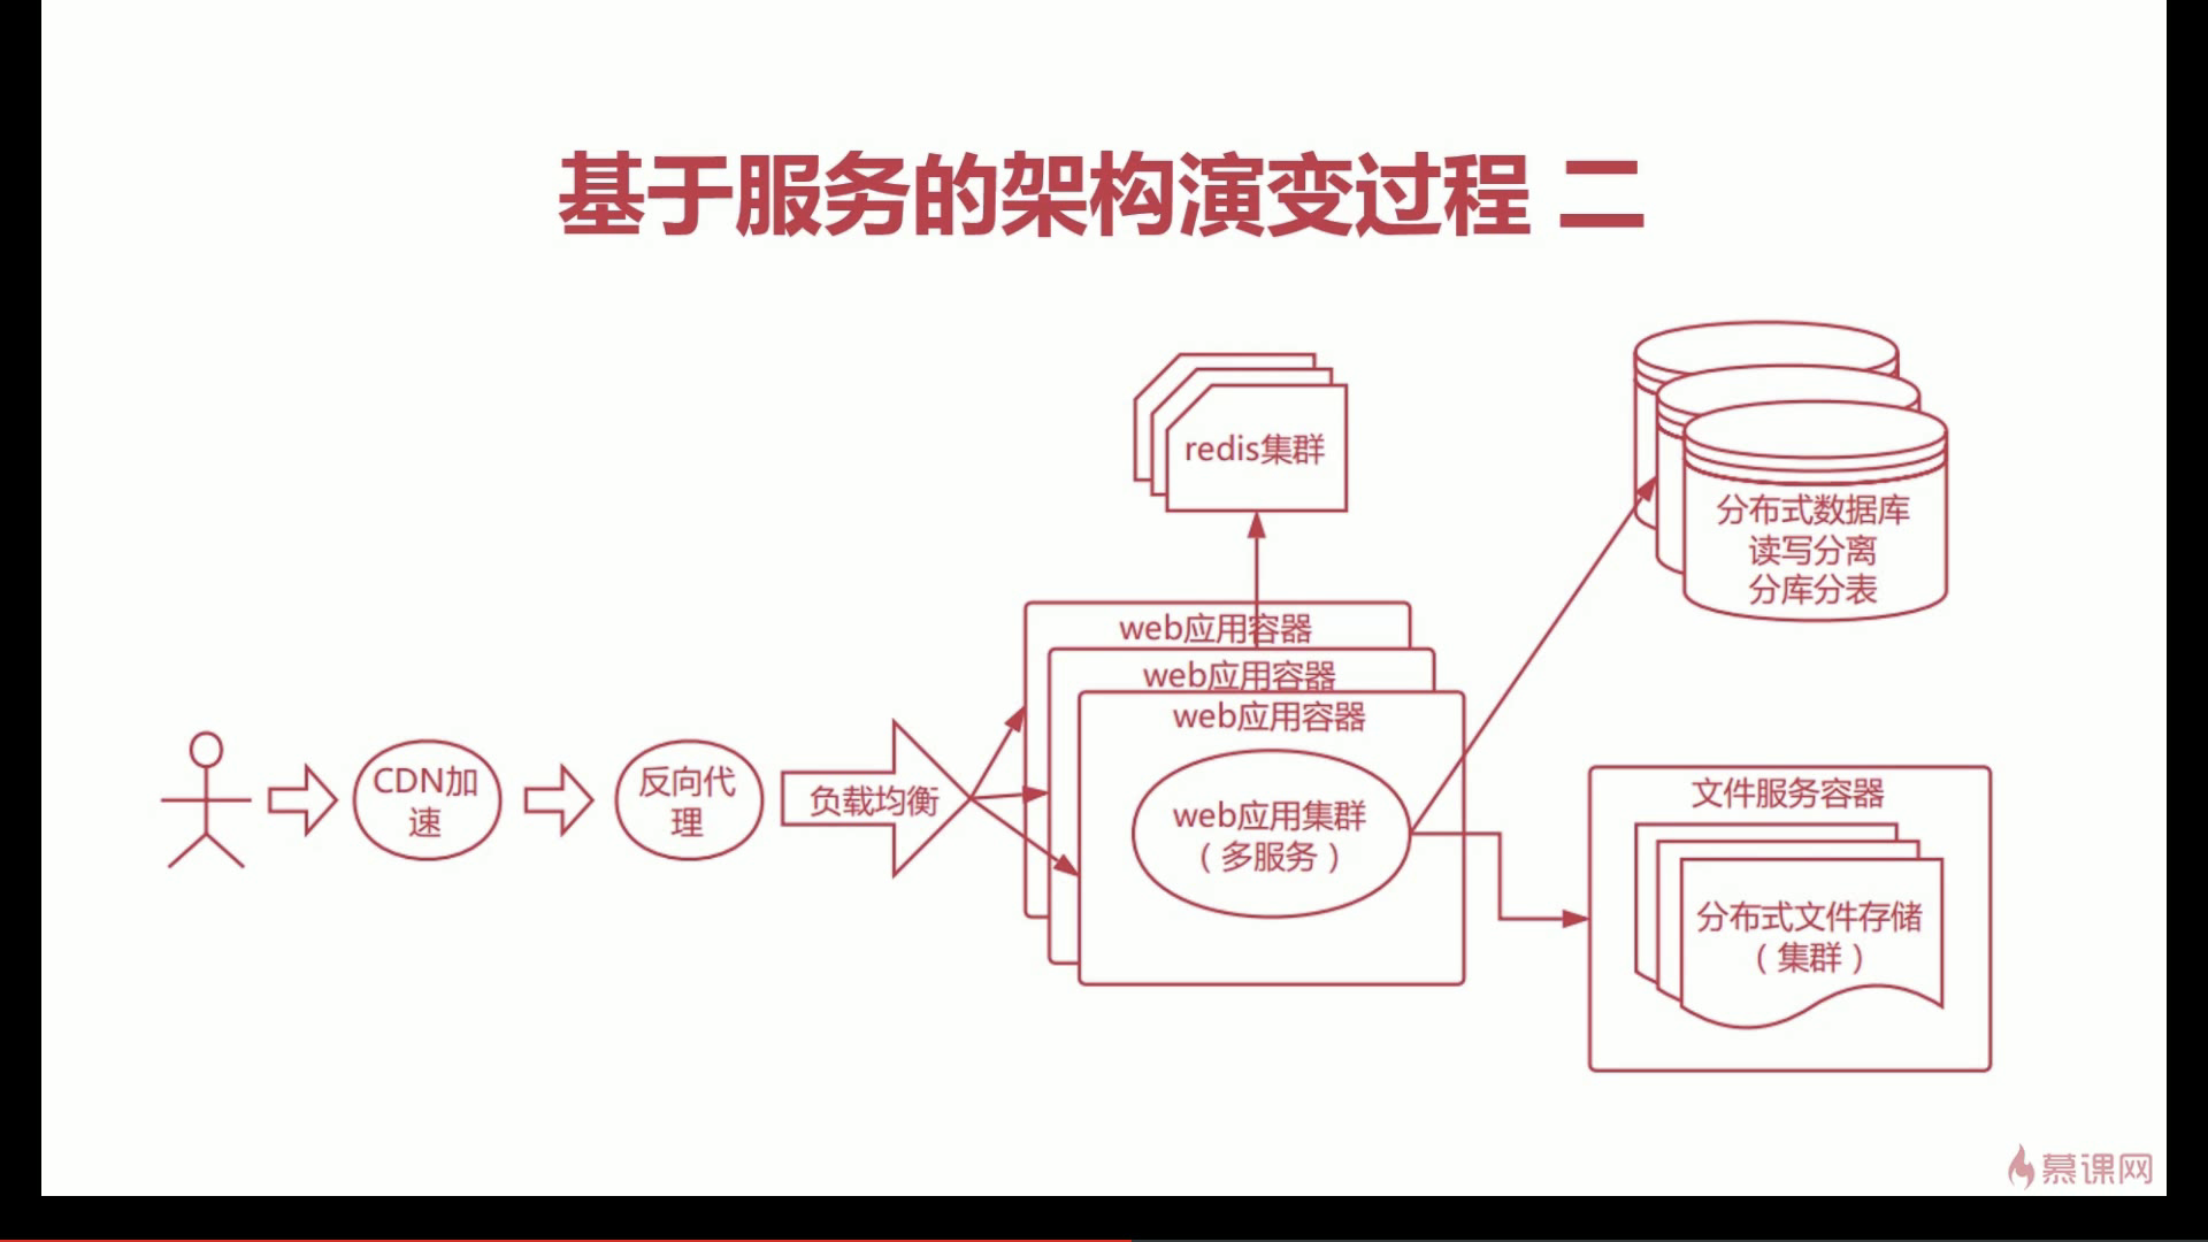 基于服务的架构演变过程 二
redis集群
分布式数据库
读写分离
分库分表
web应用容器
web应用容器
web应用容器
CDN加
速
反向代
理
负载均衡
web应用集群
（多服务）
文件服务容器
分布式文件存储
（集群）
慕课网